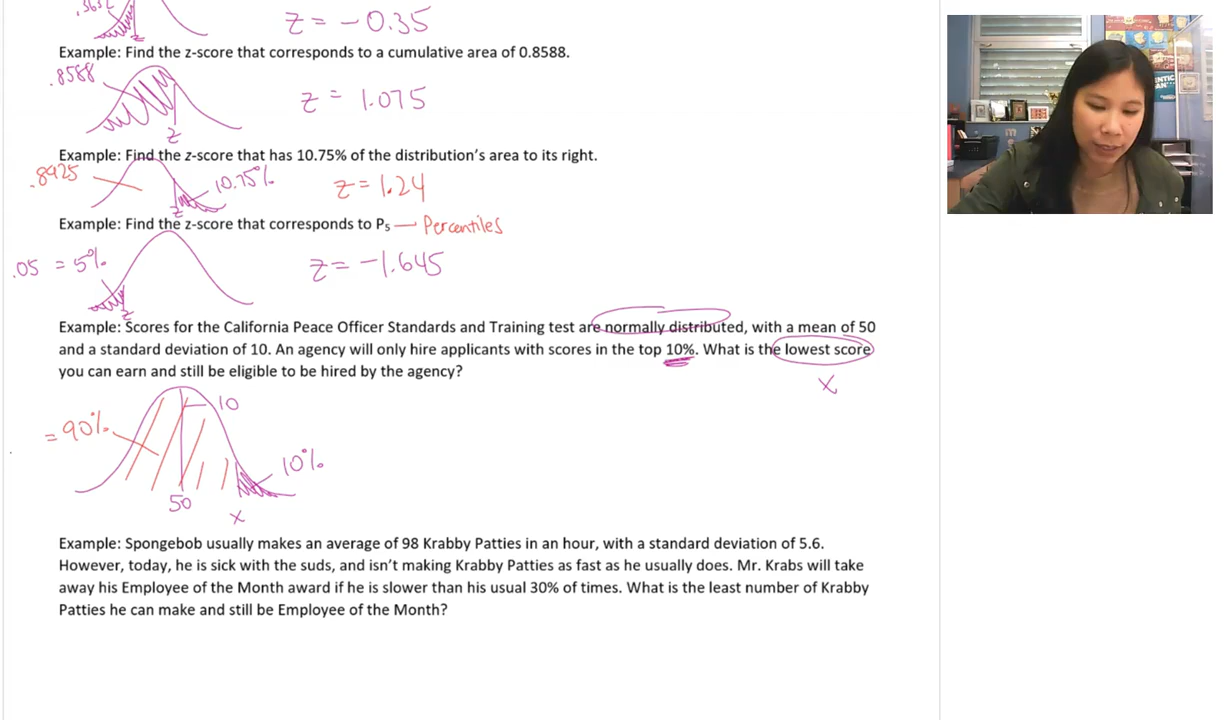 .3632
z = -0.35
Example: Find the z-score that corresponds to a cumulative area of 0.8588.
.8588
z = 1.075
z
Example: Find the z-score that has 10.75% of the distribution's area to its right.
.8925
10.75%
z = 1.24
z
Example: Find the z-score that corresponds to P5 — Percentiles
.05 = 5%
z = -1.645
z
Example: Scores for the California Peace Officer Standards and Training test are normally distributed, with a mean of 50
and a standard deviation of 10. An agency will only hire applicants with scores in the top 10%. What is the lowest score
you can earn and still be eligible to be hired by the agency?
x
10
= 90%
10%
50
x
Example: Spongebob usually makes an average of 98 Krabby Patties in an hour, with a standard deviation of 5.6.
However, today, he is sick with the suds, and isn't making Krabby Patties as fast as he usually does. Mr. Krabs will take
away his Employee of the Month award if he is slower than his usual 30% of times. What is the least number of Krabby
Patties he can make and still be Employee of the Month?